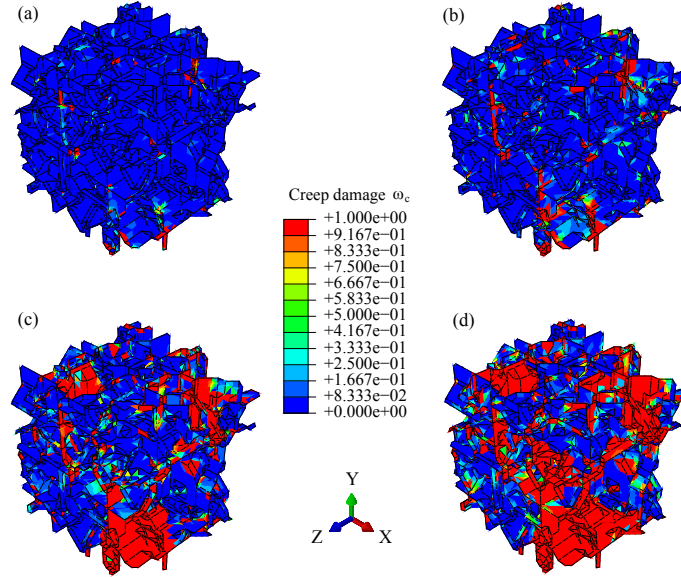 (a)
(b)
Creep damage ω_c
+1.000e+00
+9.167e−01
+8.333e−01
+7.500e−01
+6.667e−01
+5.833e−01
+5.000e−01
+4.167e−01
+3.333e−01
+2.500e−01
+1.667e−01
+8.333e−02
+0.000e+00
(c)
(d)
Y
Z
X